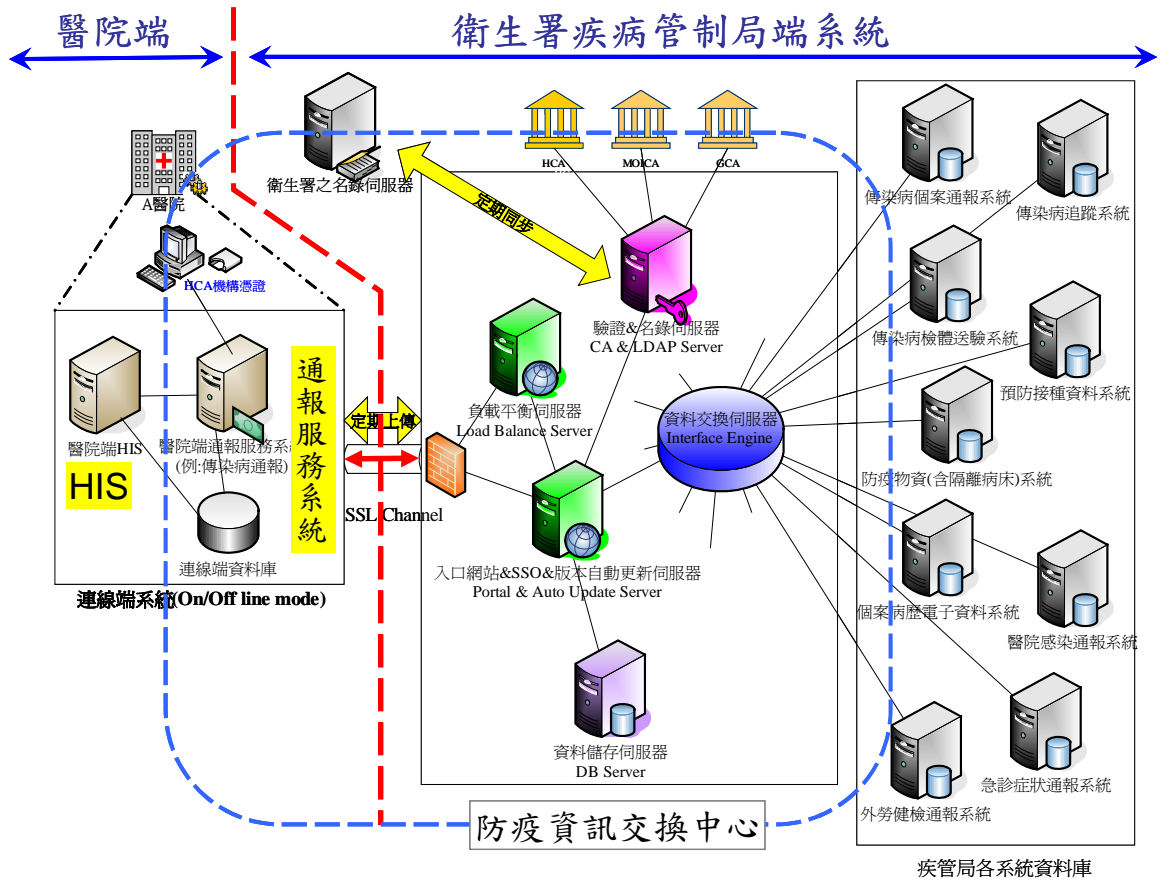 醫院端
衛生署疾病管制局端系統
HCA
MOICA
GCA
衛生署之名錄伺服器
定期同步
A醫院
HCA機構憑證
驗證&名錄伺服器
CA & LDAP Server
負載平衡伺服器
Load Balance Server
資料交換伺服器
Interface Engine
醫院端HIS
HIS
醫院端通報服務系統
(例:傳染病通報)
通報服務系統
連線端資料庫
連線端系統(On/Off line mode)
定期上傳
SSL Channel
入口網站&SSO&版本自動更新伺服器
Portal & Auto Update Server
資料儲存伺服器
DB Server
防疫資訊交換中心
傳染病個案通報系統
傳染病追蹤系統
傳染病檢體送驗系統
預防接種資料系統
防疫物資(含隔離病床)系統
個案病歷電子資料系統
醫院感染通報系統
急診症狀通報系統
外勞健檢通報系統
疾管局各系統資料庫